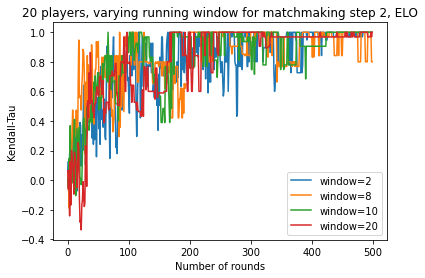 20 players, varying running window for matchmaking step 2, ELO
Kendall-Tau
1.0
0.8
0.6
0.4
0.2
0.0
−0.2
−0.4
0
100
200
300
400
500
Number of rounds
window=2
window=8
window=10
window=20